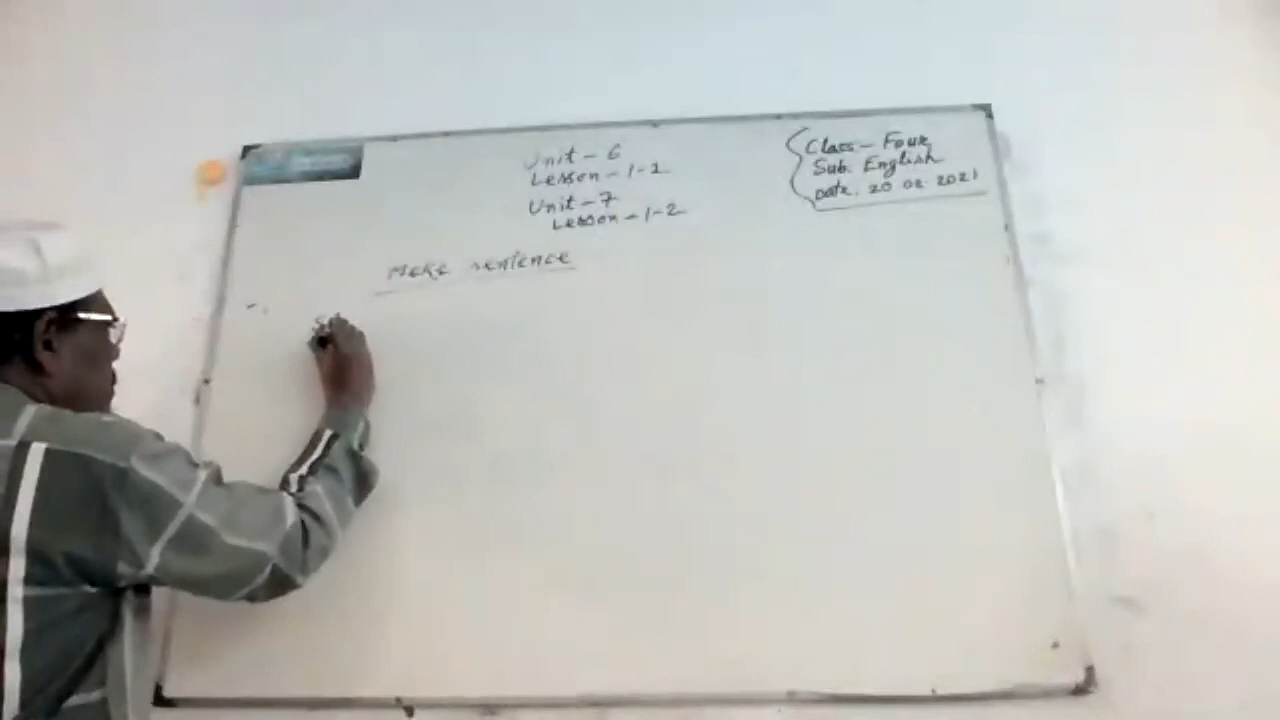 Unit - 6
Lesson - 1-2
Unit - 7
Lesson - 1-2
Class - Four
Sub. English
Date. 20 02 2021
Make sentence